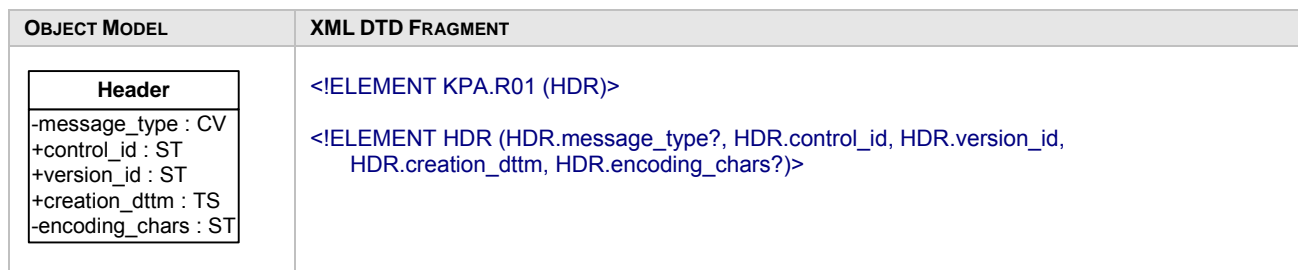 OBJECT MODEL
XML DTD FRAGMENT
Header
-message_type : CV
+control_id : ST
+version_id : ST
+creation_dttm : TS
-encoding_chars : ST
<!ELEMENT KPA.R01 (HDR)>
<!ELEMENT HDR (HDR.message_type?, HDR.control_id, HDR.version_id,
HDR.creation_dttm, HDR.encoding_chars?)>